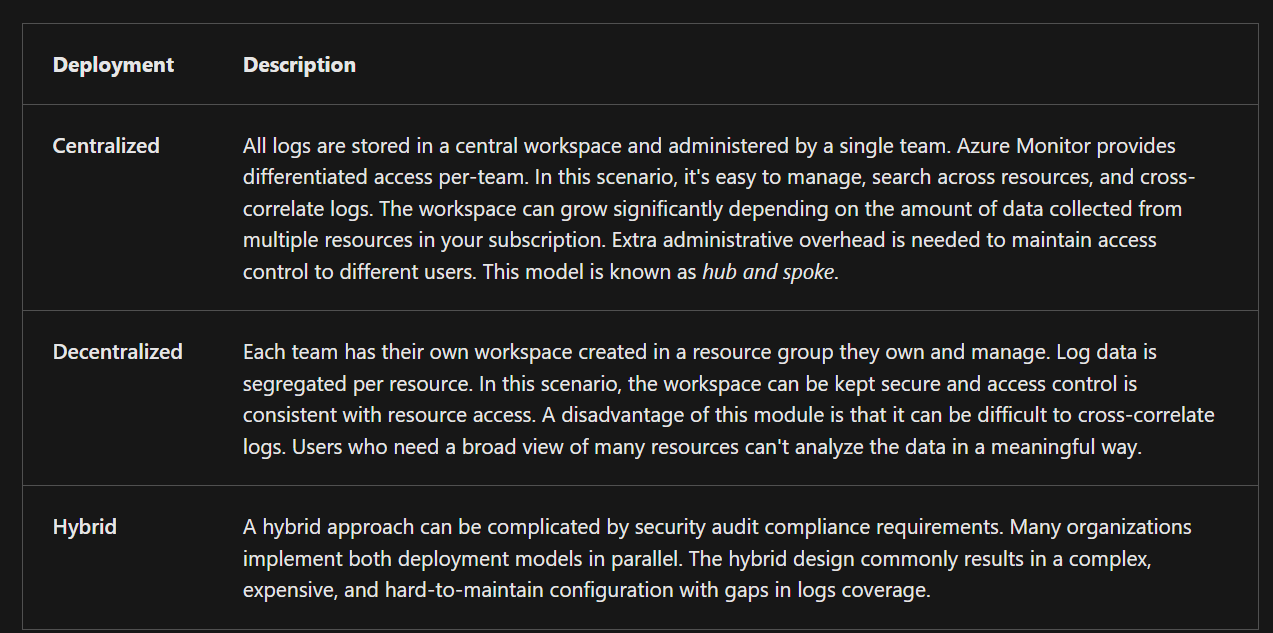 Deployment Description
Centralized All logs are stored in a central workspace and administered by a single team. Azure Monitor provides
differentiated access per-team. In this scenario, it's easy to manage, search across resources, and cross-
correlate logs. The workspace can grow significantly depending on the amount of data collected from
multiple resources in your subscription. Extra administrative overhead is needed to maintain access
control to different users. This model is known as hub and spoke.
Decentralized Each team has their own workspace created in a resource group they own and manage. Log data is
segregated per resource. In this scenario, the workspace can be kept secure and access control is
consistent with resource access. A disadvantage of this module is that it can be difficult to cross-correlate
logs. Users who need a broad view of many resources can't analyze the data in a meaningful way.
Hybrid A hybrid approach can be complicated by security audit compliance requirements. Many organizations
implement both deployment models in parallel. The hybrid design commonly results in a complex,
expensive, and hard-to-maintain configuration with gaps in logs coverage.